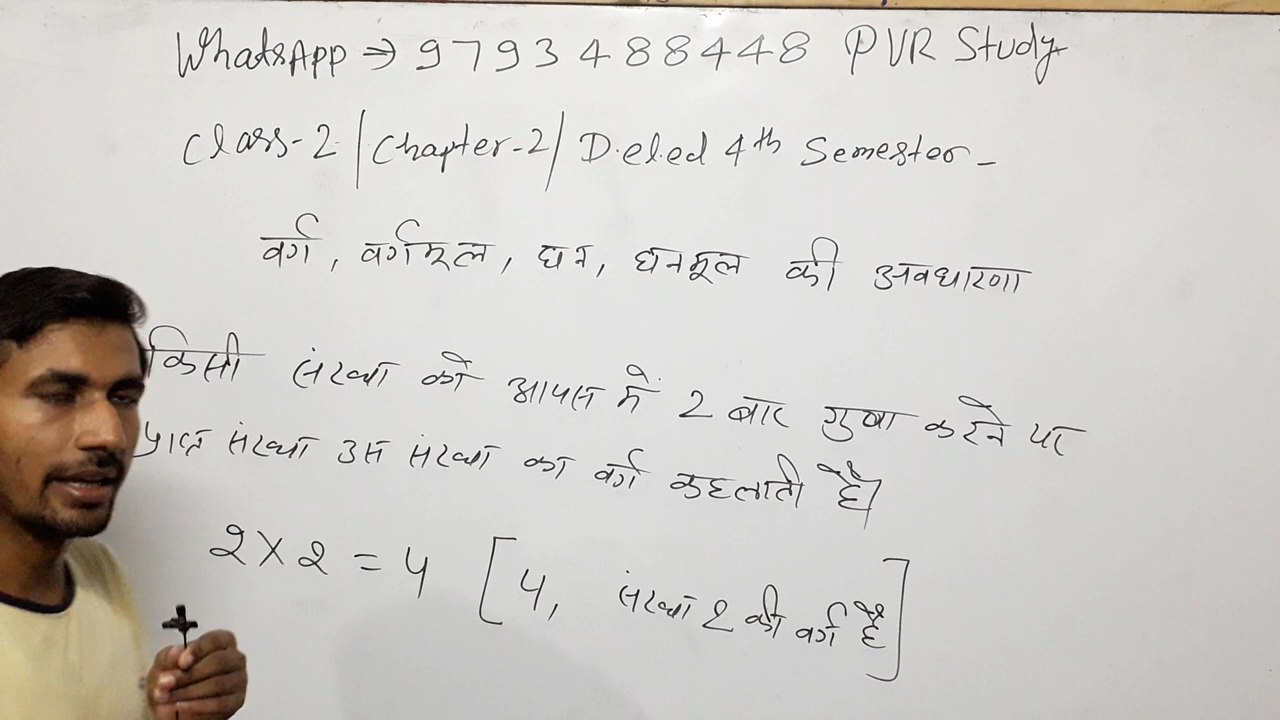 WhatsApp ⇒ 9793488448 PVR Study
Class-2 | Chapter-2 | D.el.ed 4th Semester -
वर्ग, वर्गमूल, घन, घनमूल की अवधारणा
किसी संख्या को आपस में 2 बार गुणा करने पर
प्राप्त संख्या उस संख्या का वर्ग कहलाती है।
2 × 2 = 4 [4, संख्या 2 की वर्ग है]